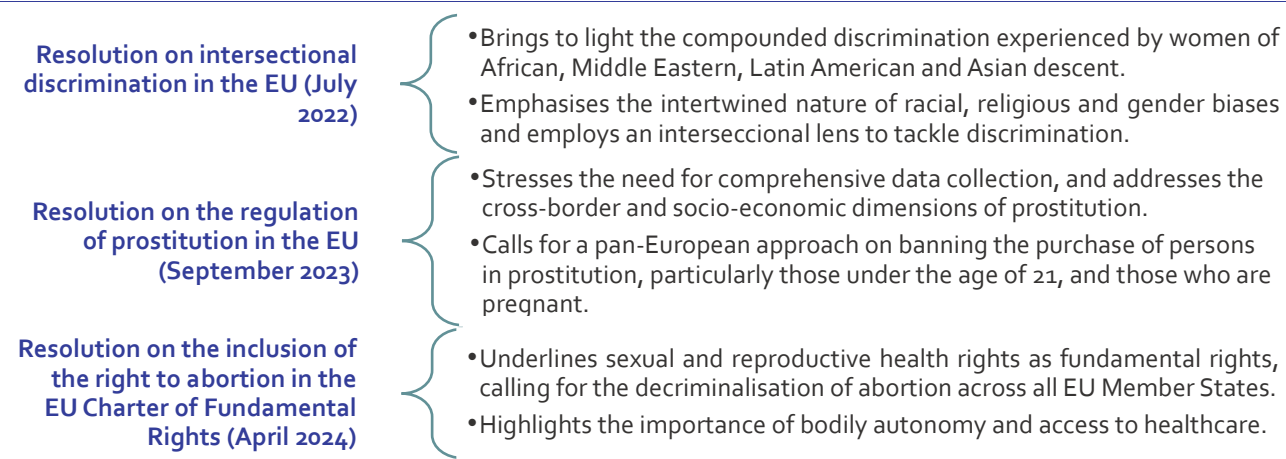 Resolution on intersectional
discrimination in the EU (July
2022)
•Brings to light the compounded discrimination experienced by women of
African, Middle Eastern, Latin American and Asian descent.
•Emphasises the intertwined nature of racial, religious and gender biases
and employs an interseccional lens to tackle discrimination.
Resolution on the regulation
of prostitution in the EU
(September 2023)
•Stresses the need for comprehensive data collection, and addresses the
cross-border and socio-economic dimensions of prostitution.
•Calls for a pan-European approach on banning the purchase of persons
in prostitution, particularly those under the age of 21, and those who are
pregnant.
Resolution on the inclusion of
the right to abortion in the
EU Charter of Fundamental
Rights (April 2024)
•Underlines sexual and reproductive health rights as fundamental rights,
calling for the decriminalisation of abortion across all EU Member States.
•Highlights the importance of bodily autonomy and access to healthcare.